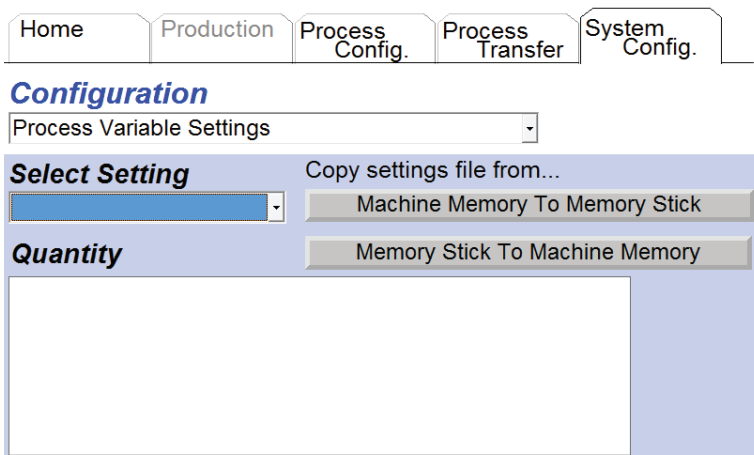 Home
Production
Process
Config.
Process
Transfer
System
Config.
Configuration
Process Variable Settings
Select Setting
Copy settings file from...
Machine Memory To Memory Stick
Quantity
Memory Stick To Machine Memory